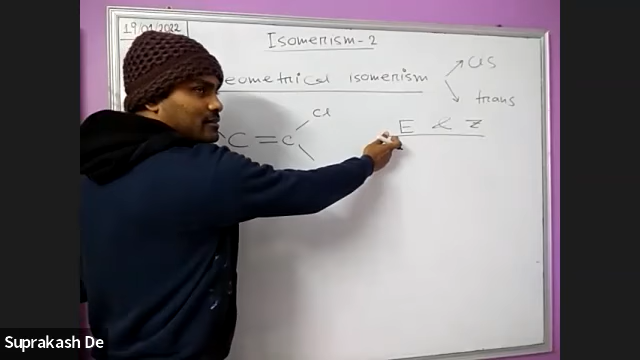 19/01/2022
Isomerism-2
eometrical isomerism
cis
trans
C = C
Cl
E & Z
Suprakash De